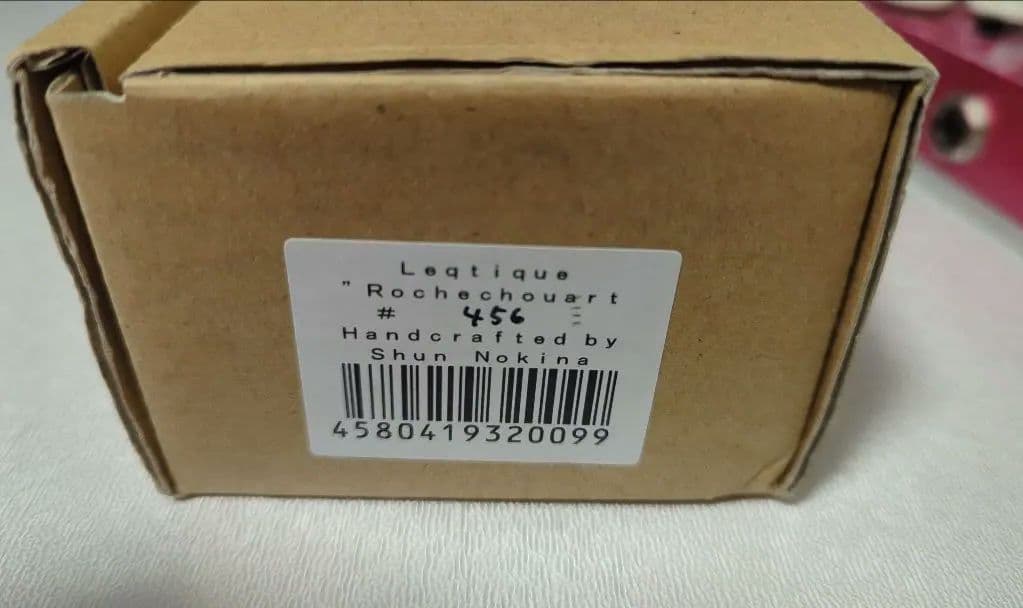 Leqtique
" Rochechouart
# 456
Handcrafted by
Shun Nokina
4580419320099